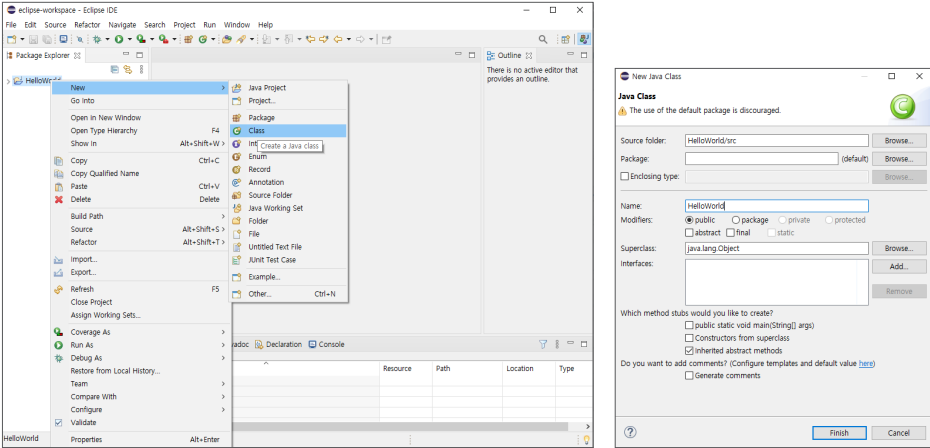 eclipse-workspace - Eclipse IDE
File Edit Source Refactor Navigate Search Project Run Window Help
Package Explorer
HelloWorld
Outline
There is no active editor that
provides an outline.
New
Go Into
Open in New Window
Open Type Hierarchy F4
Show In Alt+Shift+W >
Copy Ctrl+C
Copy Qualified Name
Paste Ctrl+V
Delete Delete
Build Path
Source Alt+Shift+S >
Refactor Alt+Shift+T >
Import...
Export...
Refresh F5
Close Project
Assign Working Sets...
Coverage As
Run As
Debug As
Restore from Local History...
Team
Compare With
Configure
Validate
Properties Alt+Enter
Java Project
Project...
Package
Class
Int
Create a Java class
Enum
Record
Annotation
Source Folder
Java Working Set
Folder
File
Untitled Text File
JUnit Test Case
Example...
Other... Ctrl+N
vadoc Declaration Console
Resource Path Location Type
HelloWorld
New Java Class
Java Class
The use of the default package is discouraged.
Source folder: HelloWorld/src Browse...
Package: (default) Browse...
Enclosing type: Browse...
Name: HelloWorld
Modifiers: public package private protected
abstract final static
Superclass: java.lang.Object Browse...
Interfaces: Add...
Remove
Which method stubs would you like to create?
public static void main(String[] args)
Constructors from superclass
Inherited abstract methods
Do you want to add comments? (Configure templates and default value here)
Generate comments
? Finish Cancel